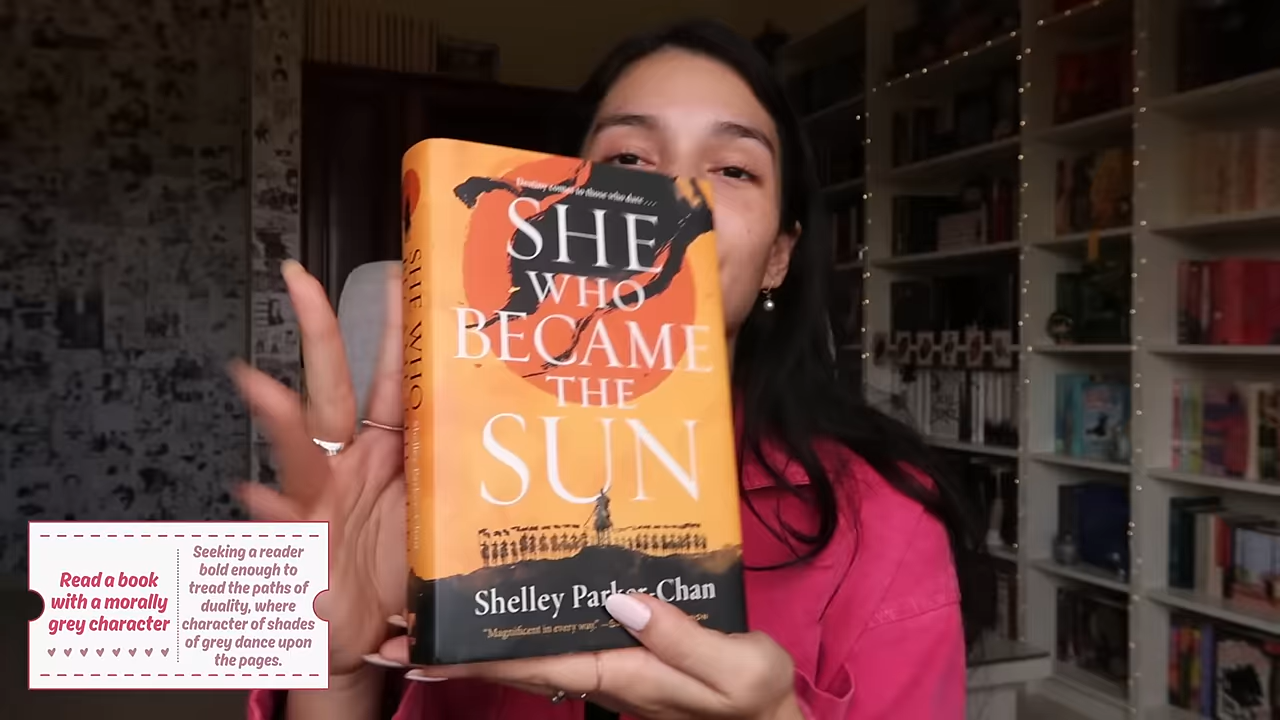 Destiny comes to those who dare . . .
SHE
WHO
BECAME
THE
SUN
Shelley Parker-Chan
"Magnificent in every way."
SHE WHO
Read a book
with a morally
grey character
Seeking a reader
bold enough to
tread the paths of
duality, where
character of shades
of grey dance upon
the pages.